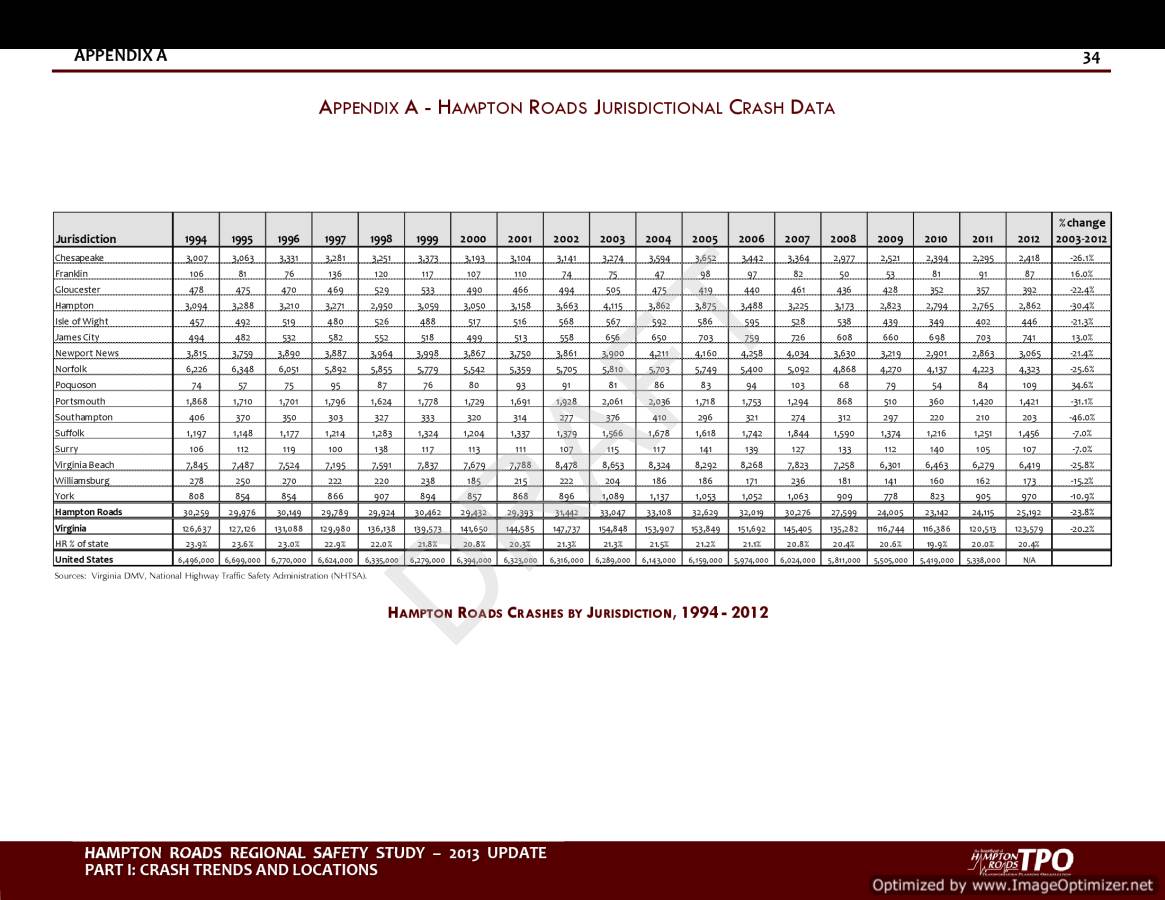 APPENDIX A 34
APPENDIX A - HAMPTON ROADS JURISDICTIONAL CRASH DATA
Jurisdiction 1994 1995 1996 1997 1998 1999 2000 2001 2002 2003 2004 2005 2006 2007 2008 2009 2010 2011 2012 % change 2003-2012
Chesapeake 3,007 3,063 3,331 3,281 3,251 3,373 3,193 3,104 3,141 3,274 3,594 3,652 3,442 3,364 2,977 2,521 2,394 2,295 2,418 -26.1%
Franklin 106 81 76 136 120 117 107 110 74 75 47 98 97 82 50 53 81 91 87 16.0%
Gloucester 478 475 470 469 529 533 490 466 494 505 475 419 440 461 436 428 352 357 392 -22.4%
Hampton 3,094 3,288 3,210 3,271 2,950 3,059 3,050 3,158 3,663 4,115 3,862 3,875 3,488 3,225 3,173 2,823 2,794 2,765 2,862 -30.4%
Isle of Wight 457 492 519 480 526 488 517 516 568 567 592 586 595 528 538 439 349 402 446 -21.3%
James City 494 482 532 582 552 518 499 513 558 656 650 703 759 726 608 660 698 703 741 13.0%
Newport News 3,815 3,759 3,890 3,887 3,964 3,998 3,867 3,750 3,861 3,900 4,211 4,160 4,258 4,034 3,630 3,219 2,901 2,863 3,065 -21.4%
Norfolk 6,226 6,348 6,051 5,892 5,855 5,779 5,542 5,359 5,705 5,810 5,703 5,749 5,400 5,092 4,868 4,270 4,137 4,223 4,323 -25.6%
Poquoson 74 57 75 95 87 76 80 93 91 81 86 83 94 103 68 79 54 84 109 34.6%
Portsmouth 1,868 1,710 1,701 1,796 1,624 1,778 1,729 1,691 1,928 2,061 2,036 1,718 1,753 1,294 868 510 360 1,420 1,421 -31.1%
Southampton 406 370 350 303 327 333 320 314 277 376 410 296 321 274 312 297 220 210 203 -46.0%
Suffolk 1,197 1,148 1,177 1,214 1,283 1,324 1,204 1,337 1,379 1,566 1,678 1,618 1,742 1,844 1,590 1,374 1,216 1,251 1,456 -7.0%
Surry 106 112 119 100 138 117 113 111 107 115 117 141 139 127 133 112 140 105 107 -7.0%
Virginia Beach 7,845 7,487 7,524 7,195 7,591 7,837 7,679 7,788 8,478 8,653 8,324 8,292 8,268 7,823 7,258 6,301 6,463 6,279 6,419 -25.8%
Williamsburg 278 250 270 222 220 238 185 215 222 204 186 186 171 236 181 141 160 162 173 -15.2%
York 808 854 854 866 907 894 857 868 896 1,089 1,137 1,053 1,052 1,063 909 778 823 905 970 -10.9%
Hampton Roads 30,259 29,976 30,149 29,789 29,924 30,462 29,432 29,393 31,442 33,047 33,108 32,629 32,019 30,276 27,599 24,005 23,142 24,115 25,192 -23.8%
Virginia 126,637 127,126 131,088 129,980 136,138 139,573 141,650 144,585 147,737 154,848 153,907 153,849 151,692 145,405 135,282 116,744 116,386 120,513 123,579 -20.2%
HR % of state 23.9% 23.6% 23.0% 22.9% 22.0% 21.8% 20.8% 20.3% 21.3% 21.3% 21.5% 21.2% 21.1% 20.8% 20.4% 20.6% 19.9% 20.0% 20.4%
United States 6,496,000 6,699,000 6,770,000 6,624,000 6,335,000 6,279,000 6,394,000 6,323,000 6,316,000 6,289,000 6,143,000 6,159,000 5,974,000 6,024,000 5,811,000 5,505,000 5,419,000 5,338,000 N/A
Sources: Virginia DMV, National Highway Traffic Safety Administration (NHTSA).
DRAFT
HAMPTON ROADS CRASHES BY JURISDICTION, 1994 - 2012
HAMPTON ROADS REGIONAL SAFETY STUDY – 2013 UPDATE
PART I: CRASH TRENDS AND LOCATIONS
HAMPTON ROADS TPO
Optimized by www.ImageOptimizer.net